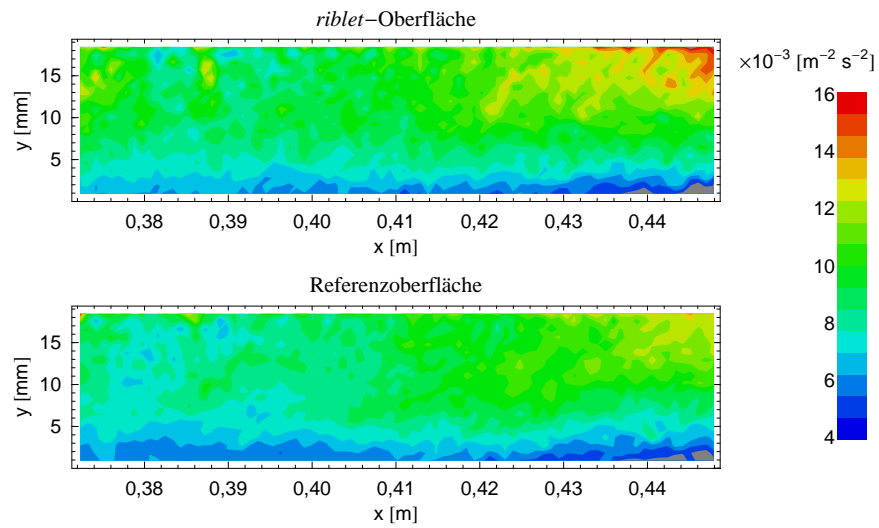 riblet−Oberfläche
×10⁻³ [m⁻² s⁻²]
y [mm]
15
10
5
0,38 0,39 0,40 0,41 0,42 0,43 0,44
x [m]
16
14
12
10
8
6
4
Referenzoberfläche
y [mm]
15
10
5
0,38 0,39 0,40 0,41 0,42 0,43 0,44
x [m]